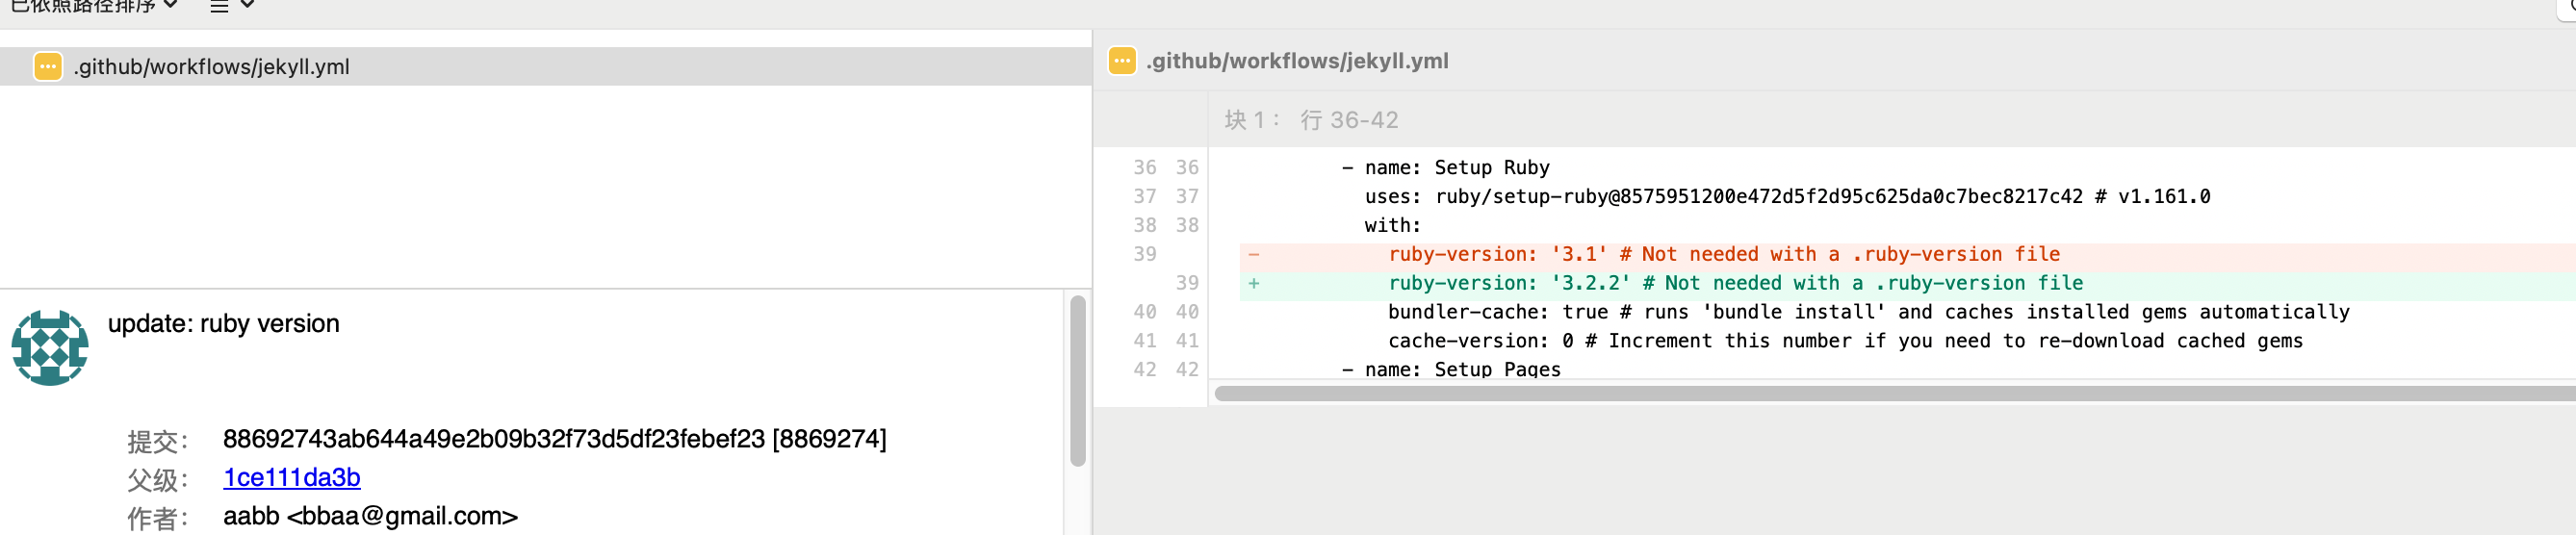 已依照路径排序
.github/workflows/jekyll.yml
update: ruby version
提交: 88692743ab644a49e2b09b32f73d5df23febef23 [8869274]
父级: 1ce111da3b
作者: aabb <bbaa@gmail.com>
.github/workflows/jekyll.yml
块 1： 行 36-42
36 36 - name: Setup Ruby
37 37 uses: ruby/setup-ruby@8575951200e472d5f2d95c625da0c7bec8217c42 # v1.161.0
38 38 with:
39 - ruby-version: '3.1' # Not needed with a .ruby-version file
39 + ruby-version: '3.2.2' # Not needed with a .ruby-version file
40 40 bundler-cache: true # runs 'bundle install' and caches installed gems automatically
41 41 cache-version: 0 # Increment this number if you need to re-download cached gems
42 42 - name: Setup Pages